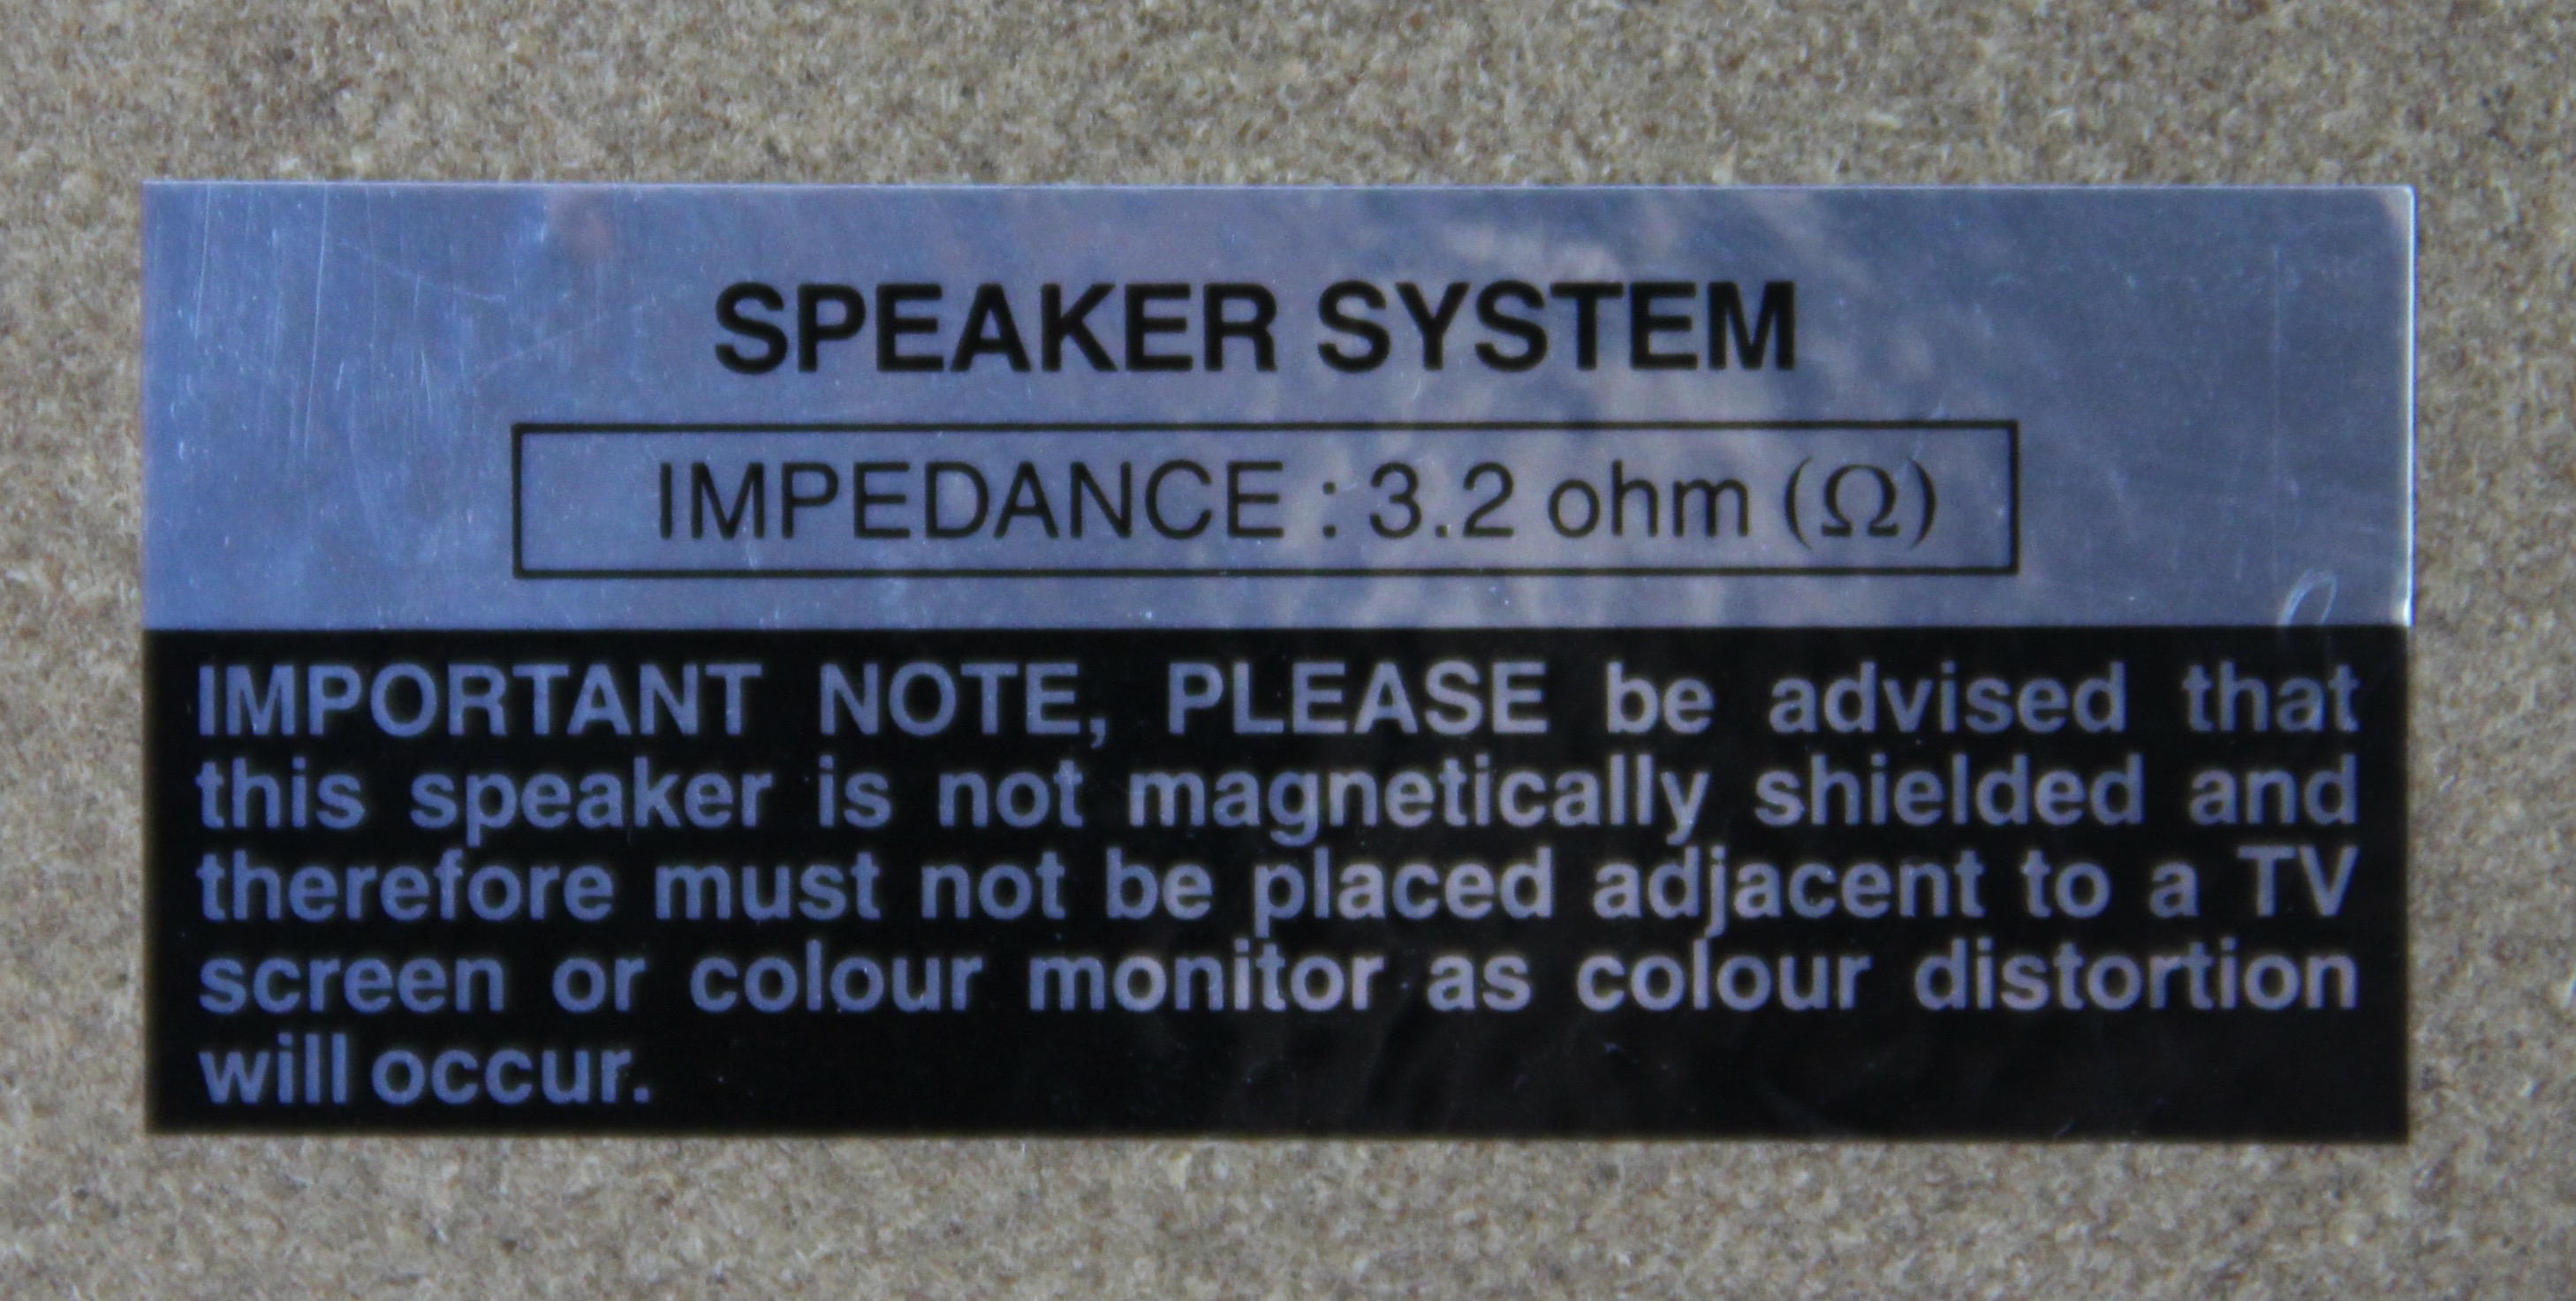 SPEAKER SYSTEM
IMPEDANCE : 3.2 ohm (Ω)
IMPORTANT NOTE, PLEASE be advised that
this speaker is not magnetically shielded and
therefore must not be placed adjacent to a TV
screen or colour monitor as colour distortion
will occur.